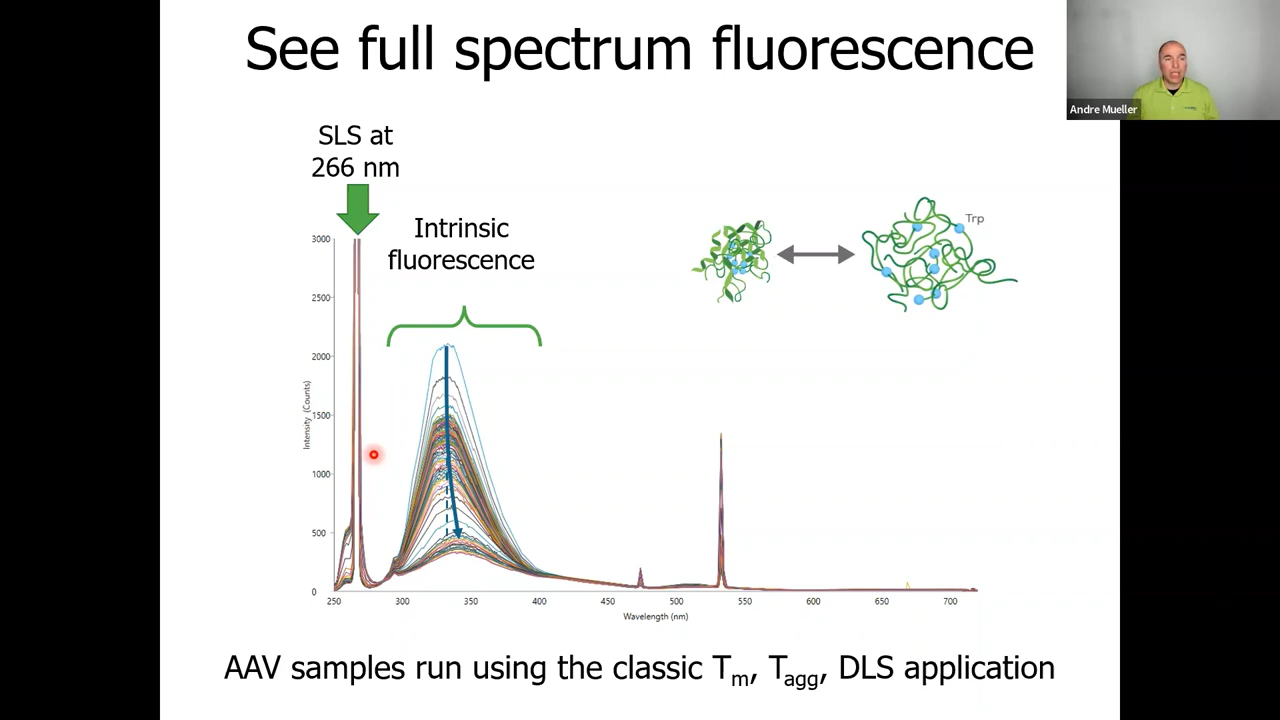 See full spectrum fluorescence
Andre Mueller
SLS at
266 nm
Intrinsic
fluorescence
Trp
3000
2500
2000
1500
1000
500
0
Intensity (Counts)
250 300 350 400 450 500 550 600 650 700
Wavelength (nm)
AAV samples run using the classic Tm, Tagg, DLS application